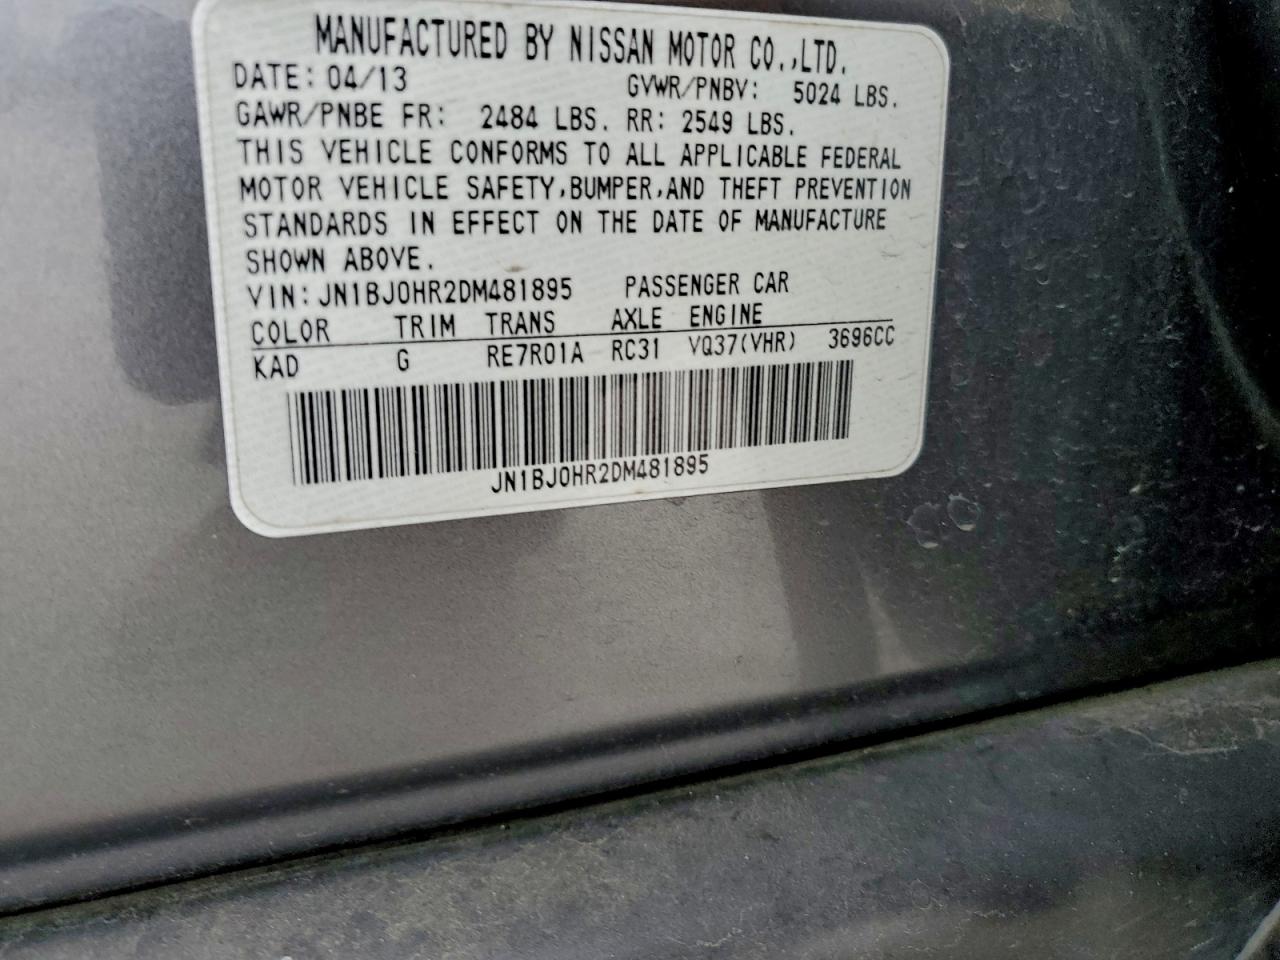 MANUFACTURED BY NISSAN MOTOR CO.,LTD.
DATE: 04/13 GVWR/PNBV: 5024 LBS.
GAWR/PNBE FR: 2484 LBS. RR: 2549 LBS.
THIS VEHICLE CONFORMS TO ALL APPLICABLE FEDERAL
MOTOR VEHICLE SAFETY,BUMPER,AND THEFT PREVENTION
STANDARDS IN EFFECT ON THE DATE OF MANUFACTURE
SHOWN ABOVE.
VIN:JN1BJ0HR2DM481895 PASSENGER CAR
COLOR TRIM TRANS AXLE ENGINE
KAD G RE7R01A RC31 VQ37(VHR) 3696CC
JN1BJ0HR2DM481895